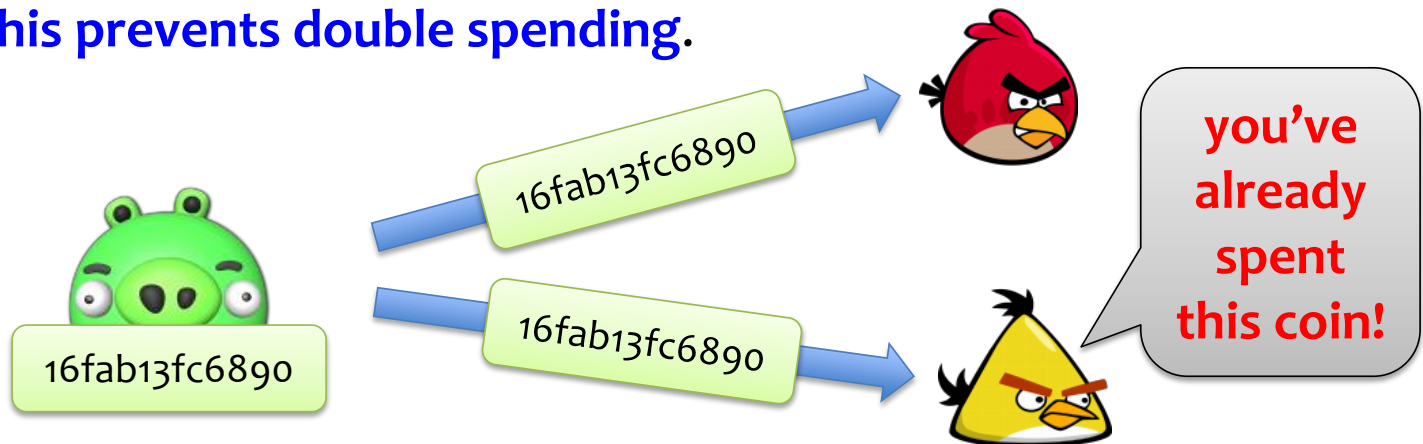 his prevents double spending.
16fab13fc6890
16fab13fc6890
16fab13fc6890
you’ve
already
spent
this coin!